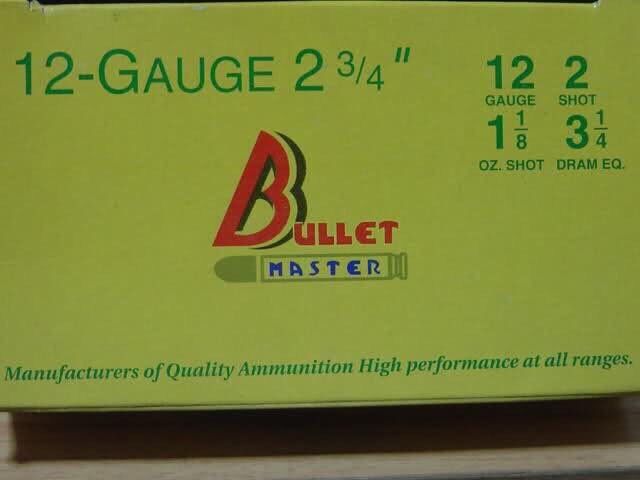 12-GAUGE 2 3/4"
12 2
GAUGE SHOT
1 1/8 3 1/4
OZ. SHOT DRAM EQ.
BULLET
MASTER
Manufacturers of Quality Ammunition High performance at all ranges.